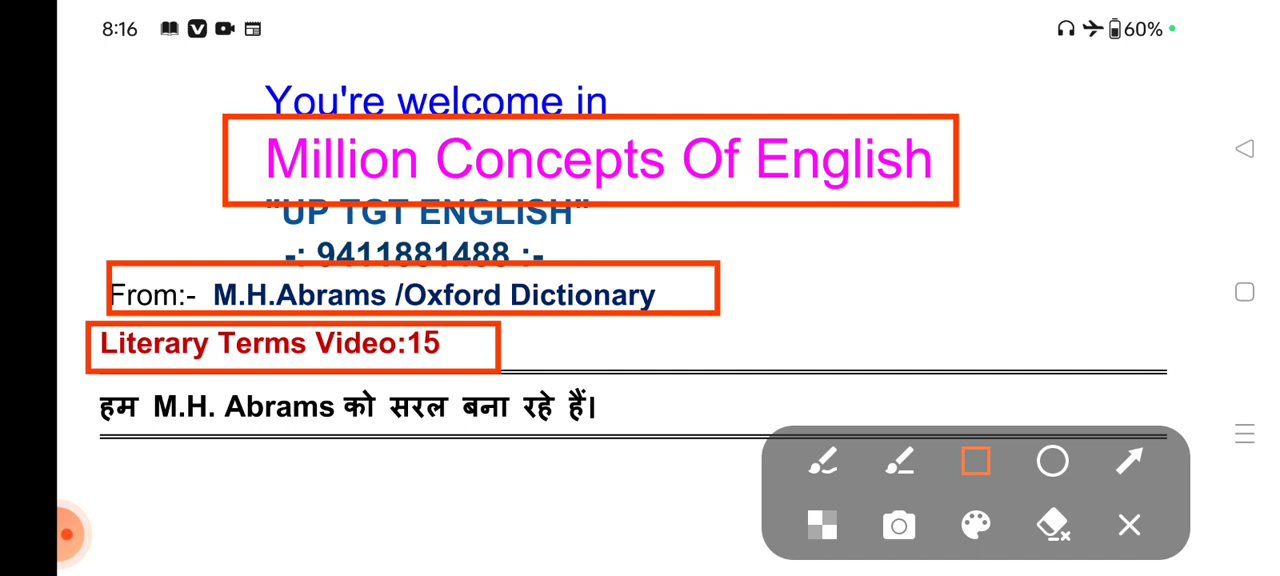 8:16
60%
You're welcome in
Million Concepts Of English
"UP TGT ENGLISH"
-: 9411881488 :-
From:- M.H.Abrams /Oxford Dictionary
Literary Terms Video:15
हम M.H. Abrams को सरल बना रहे हैं।